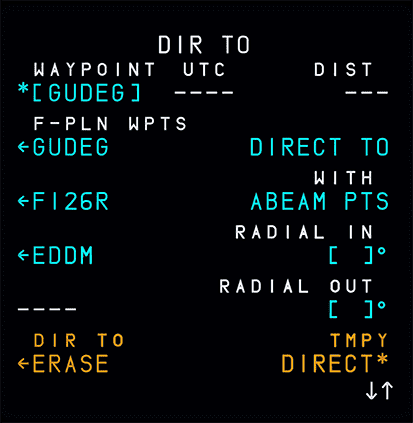 DIR TO
WAYPOINT UTC DIST
*[GUDEG] ---- ---
F-PLN WPTS
←GUDEG DIRECT TO
WITH
←FI26R ABEAM PTS
RADIAL IN
←EDDM [ ]°
RADIAL OUT
---- [ ]°
DIR TO TMPY
←ERASE DIRECT*
↓↑